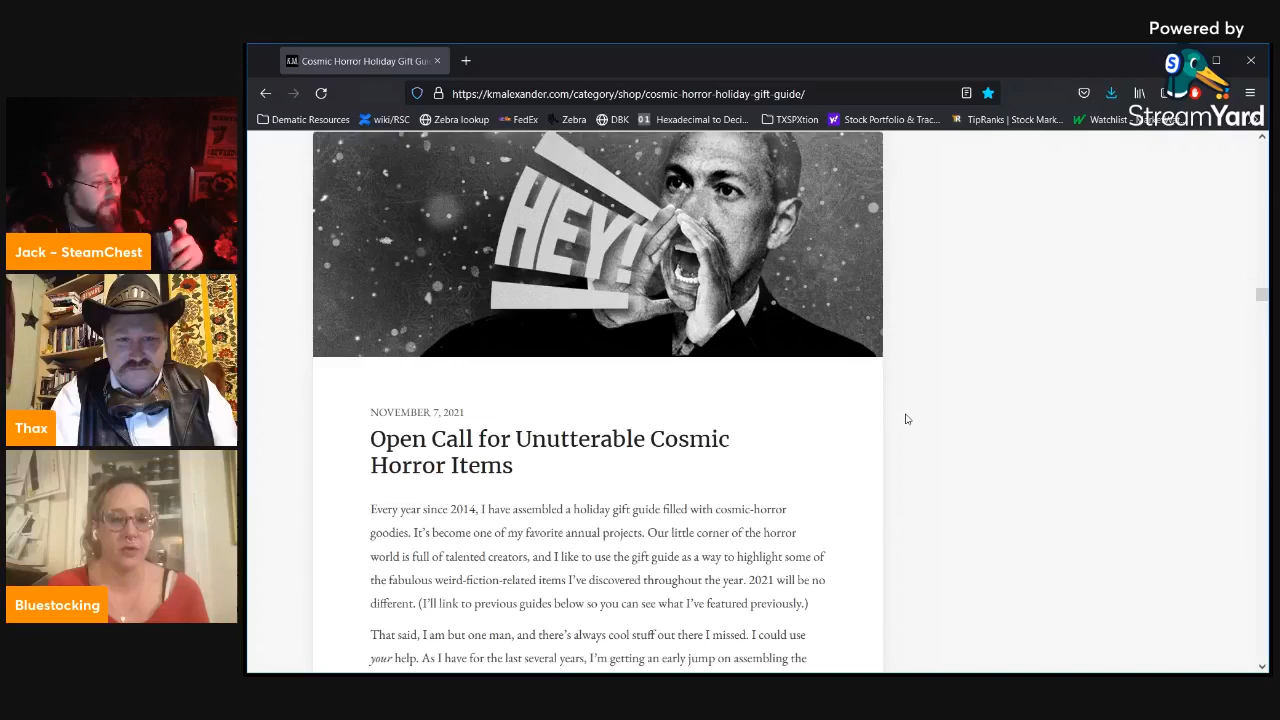 Powered by
StreamYard
Cosmic Horror Holiday Gift Gui
https://kmalexander.com/category/shop/cosmic-horror-holiday-gift-guide/
Dematic Resources
wiki/RSC
Zebra lookup
FedEx
Zebra
DBK
Hexadecimal to Deci...
TXSPXtion
Stock Portfolio & Trac...
TipRanks | Stock Mark...
Jack - SteamChest
Thax
Bluestocking
HEY!
NOVEMBER 7, 2021
Open Call for Unutterable Cosmic
Horror Items
Every year since 2014, I have assembled a holiday gift guide filled with cosmic-horror
goodies. It's become one of my favorite annual projects. Our little corner of the horror
world is full of talented creators, and I like to use the gift guide as a way to highlight some of
the fabulous weird-fiction-related items I've discovered throughout the year. 2021 will be no
different. (I'll link to previous guides below so you can see what I've featured previously.)
That said, I am but one man, and there's always cool stuff out there I missed. I could use
your help. As I have for the last several years, I'm getting an early jump on assembling the